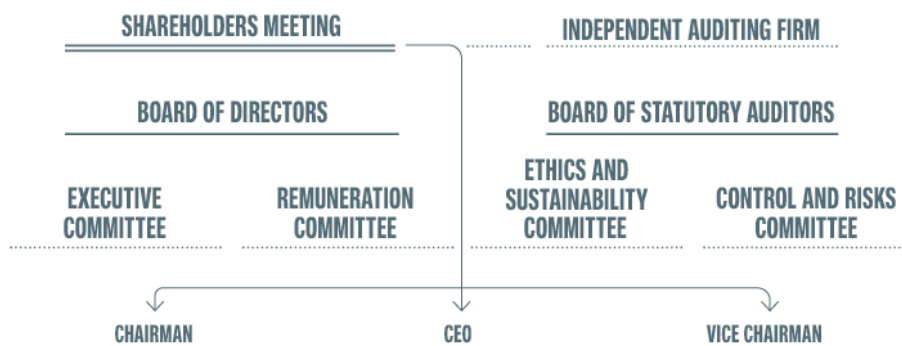 SHAREHOLDERS MEETING
INDEPENDENT AUDITING FIRM
BOARD OF DIRECTORS
BOARD OF STATUTORY AUDITORS
EXECUTIVE
COMMITTEE
REMUNERATION
COMMITTEE
ETHICS AND
SUSTAINABILITY
COMMITTEE
CONTROL AND RISKS
COMMITTEE
CHAIRMAN
CEO
VICE CHAIRMAN